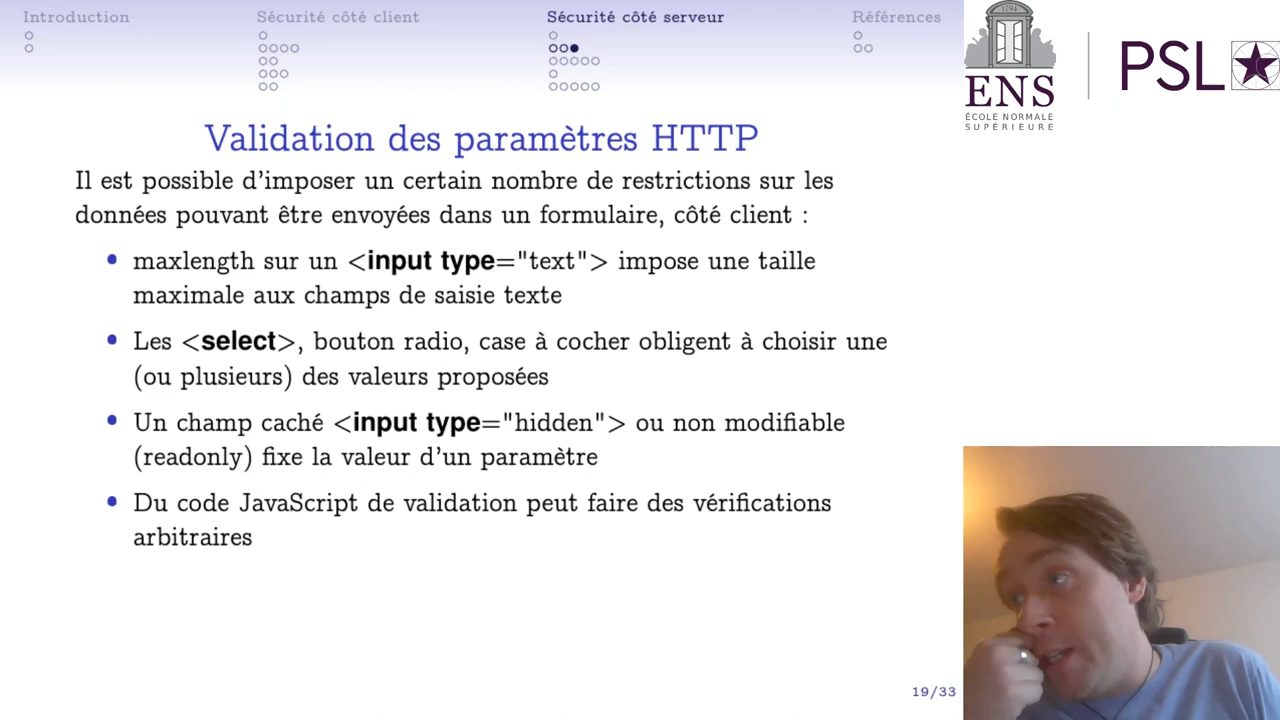 Introduction
Sécurité côté client
Sécurité côté serveur
Références
1794
ENS
ÉCOLE NORMALE
SUPÉRIEURE
PSL
Validation des paramètres HTTP
Il est possible d'imposer un certain nombre de restrictions sur les
données pouvant être envoyées dans un formulaire, côté client :
• maxlength sur un <input type="text"> impose une taille
maximale aux champs de saisie texte
• Les <select>, bouton radio, case à cocher obligent à choisir une
(ou plusieurs) des valeurs proposées
• Un champ caché <input type="hidden"> ou non modifiable
(readonly) fixe la valeur d'un paramètre
• Du code JavaScript de validation peut faire des vérifications
arbitraires
19/33